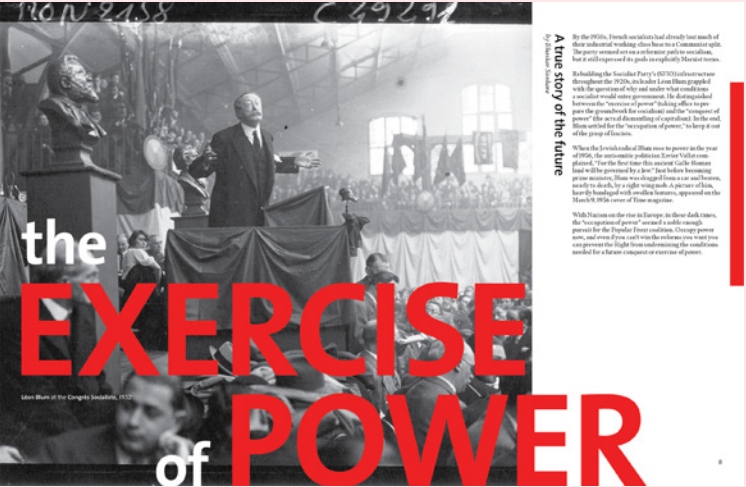 ROL 2158
C 49291
the
EXERCISE
of POWER
Léon Blum at the Congrès Socialiste, 1932
A true story of the future
by Bhaskar Sunkara
By the 1930s, French socialists had already lost much of
their industrial working-class base to a Communist split.
The party seemed set on a reformist path to socialism,
but it still expressed its goals in explicitly Marxist terms.
Rebuilding the Socialist Party's (SFIO) infrastructure
throughout the 1920s, its leader Léon Blum grappled
with the question of why and under what conditions
a socialist would enter government. He distinguished
between the "exercise of power" (taking office to pre
pare the groundwork for socialism) and the "conquest of
power" (the actual dismantling of capitalism). In the end,
Blum settled for the "occupation of power," to keep it out
of the grasp of fascists.
When the Jewish radical Blum rose to power in the year
of 1936, the antisemitic politician Xavier Vallat com-
plained, "For the first time this ancient Gallo-Roman
land will be governed by a Jew." Just before becoming
prime minister, Blum was dragged from a car and beaten,
nearly to death, by a right wing mob. A picture of him,
heavily bandaged with swollen features, appeared on the
March 9, 1936 cover of Time magazine.
With Nazism on the rise in Europe, in these dark times,
the "occupation of power" seemed a noble enough
pursuit for the Popular Front coalition. Occupy power
now, and even if you can't win the reforms you want you
can prevent the Right from undermining the conditions
needed for a future conquest or exercise of power.